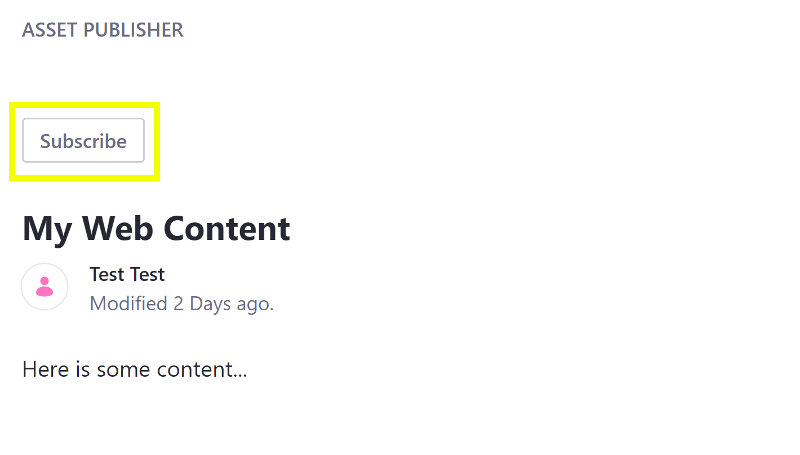 ASSET PUBLISHER
Subscribe
My Web Content
Test Test
Modified 2 Days ago.
Here is some content...